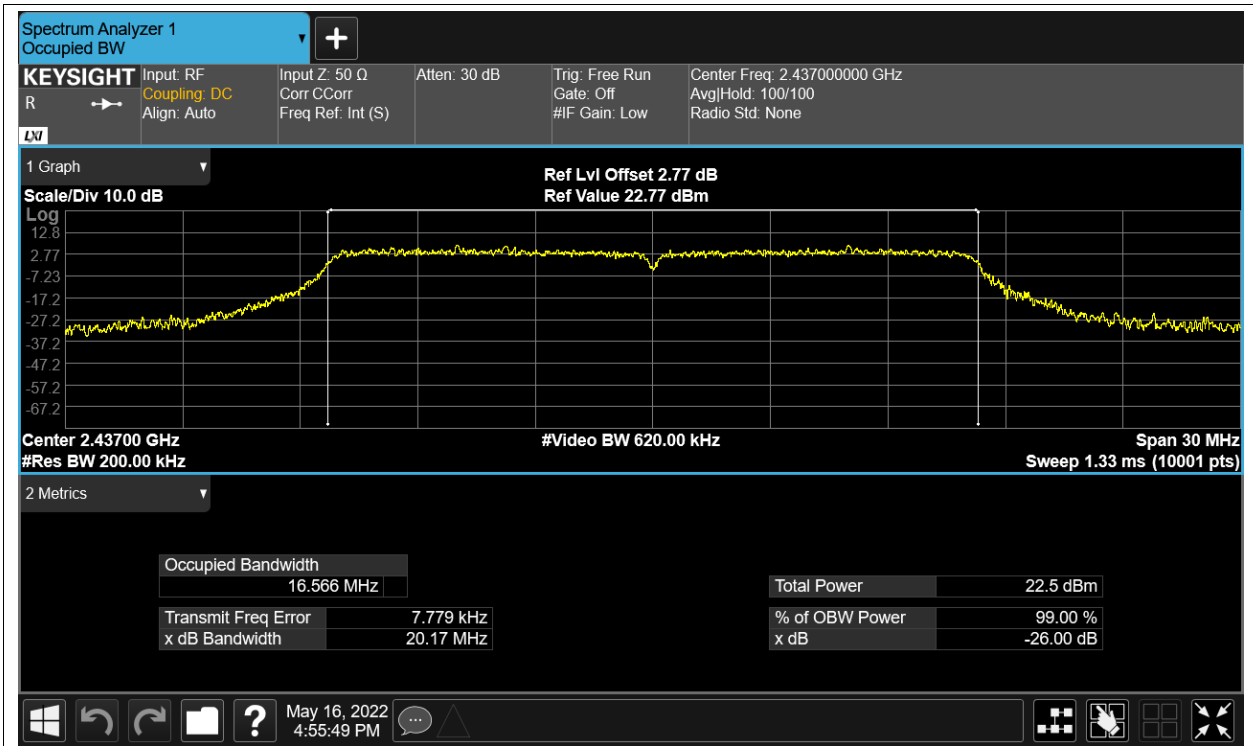 Spectrum Analyzer 1
Occupied BW
KEYSIGHT
R
LXI
Input: RF
Coupling: DC
Align: Auto
Input Z: 50 Ω
Corr CCorr
Freq Ref: Int (S)
Atten: 30 dB
Trig: Free Run
Gate: Off
#IF Gain: Low
Center Freq: 2.437000000 GHz
Avg|Hold: 100/100
Radio Std: None
1 Graph
Scale/Div 10.0 dB
Ref Lvl Offset 2.77 dB
Ref Value 22.77 dBm
Log
12.8
2.77
-7.23
-17.2
-27.2
-37.2
-47.2
-57.2
-67.2
Center 2.43700 GHz
#Video BW 620.00 kHz
Span 30 MHz
#Res BW 200.00 kHz
Sweep 1.33 ms (10001 pts)
2 Metrics
Occupied Bandwidth
16.566 MHz
Total Power 22.5 dBm
Transmit Freq Error 7.779 kHz
% of OBW Power 99.00 %
x dB Bandwidth 20.17 MHz
x dB -26.00 dB
?
May 16, 2022
4:55:49 PM